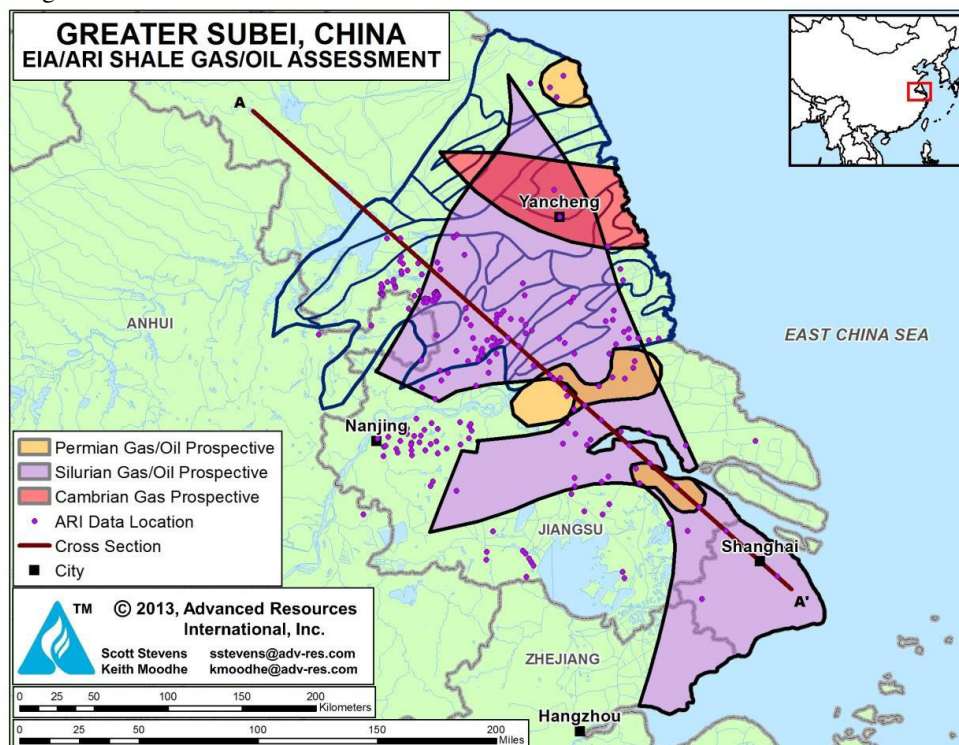 GREATER SUBEI, CHINA
EIA/ARI SHALE GAS/OIL ASSESSMENT
A
Yancheng
ANHUI
EAST CHINA SEA
Nanjing
Permian Gas/Oil Prospective
Silurian Gas/Oil Prospective
Cambrian Gas Prospective
ARI Data Location
Cross Section
City
JIANGSU
Shanghai
A'
TM
© 2013, Advanced Resources
International, Inc.
Scott Stevens sstevens@adv-res.com
Keith Moodhe kmoodhe@adv-res.com
ZHEJIANG
Hangzhou
0 25 50 100 150 200 Kilometers
0 25 50 100 150 200 Miles